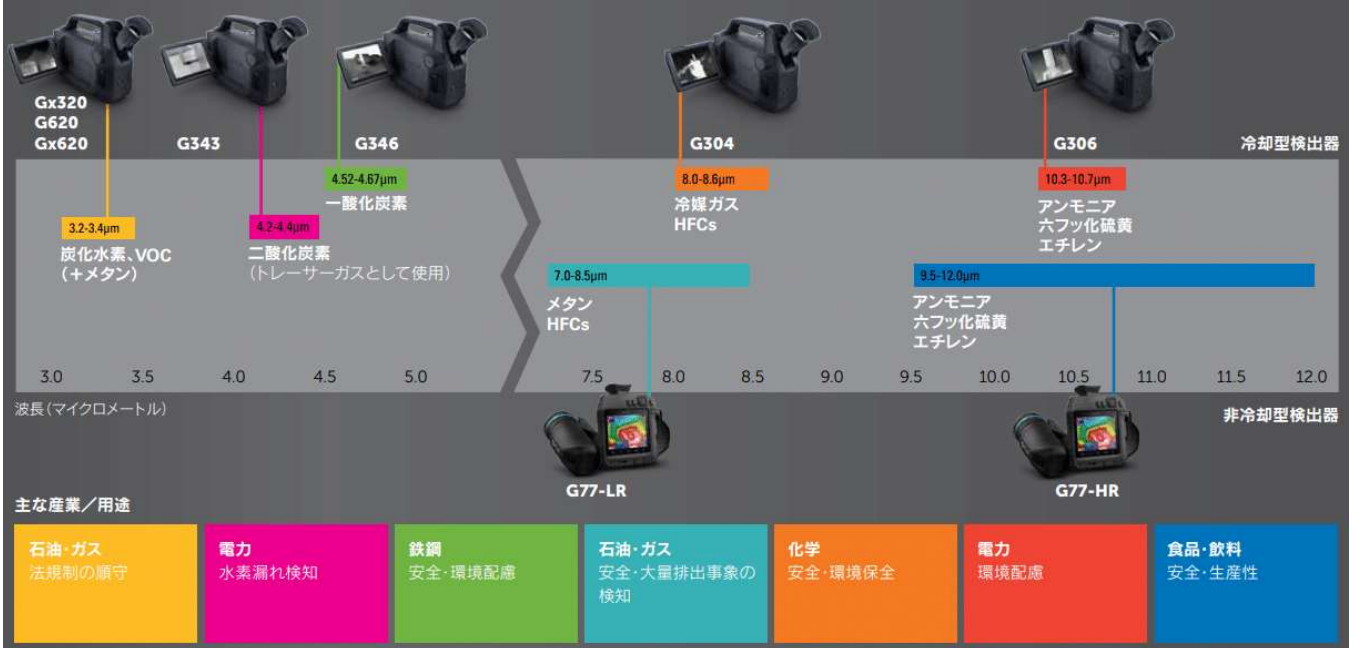 Gx320
G620
Gx620
G343
G346
G304
G306
冷却型検出器
4.52-4.67μm
一酸化炭素
8.0-8.6μm
冷媒ガス
HFCs
10.3-10.7μm
アンモニア
六フッ化硫黄
エチレン
3.2-3.4μm
炭化水素、VOC
(+メタン)
4.2-4.4μm
二酸化炭素
(トレーサーガスとして使用)
7.0-8.5μm
メタン
HFCs
9.5-12.0μm
アンモニア
六フッ化硫黄
エチレン
3.0 3.5 4.0 4.5 5.0 7.5 8.0 8.5 9.0 9.5 10.0 10.5 11.0 11.5 12.0
波長(マイクロメートル)
非冷却型検出器
G77-LR
G77-HR
主な産業/用途
石油・ガス
法規制の順守
電力
水素漏れ検知
鉄鋼
安全・環境配慮
石油・ガス
安全・大量排出事象の
検知
化学
安全・環境保全
電力
環境配慮
食品・飲料
安全・生産性